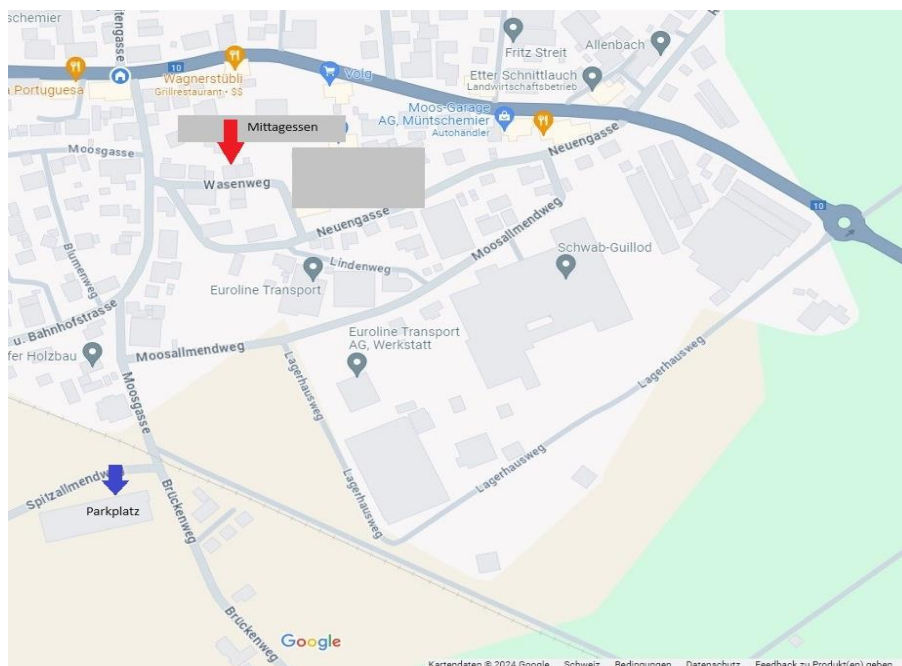 schemier
itengasse
Fritz Streit
Allenbach
10
Volg
a Portuguesa
Wagnerstübli
Grillrestaurant • $$
Etter Schnittlauch
Landwirtschaftsbetrieb
Moos-Garage
AG, Müntschemier
Autohändler
Mittagessen
Moosgasse
Neuengasse
Wasenweg
10
Neuengasse
Moosallmendweg
Schwab-Guillod
Blumenweg
Lindenweg
Euroline Transport
u. Bahnhofstrasse
Euroline Transport
AG, Werkstatt
fer Holzbau
Moosallmendweg
Lagerhausweg
Lagerhausweg
Moosgasse
Lagerhausweg
Spitzallmendweg
Parkplatz
Brückenweg
Lagerhausweg
Brückenweg
Google
Kartendaten © 2024 Google Schweiz Bedingungen Datenschutz Feedback zu Produkt(en) geben